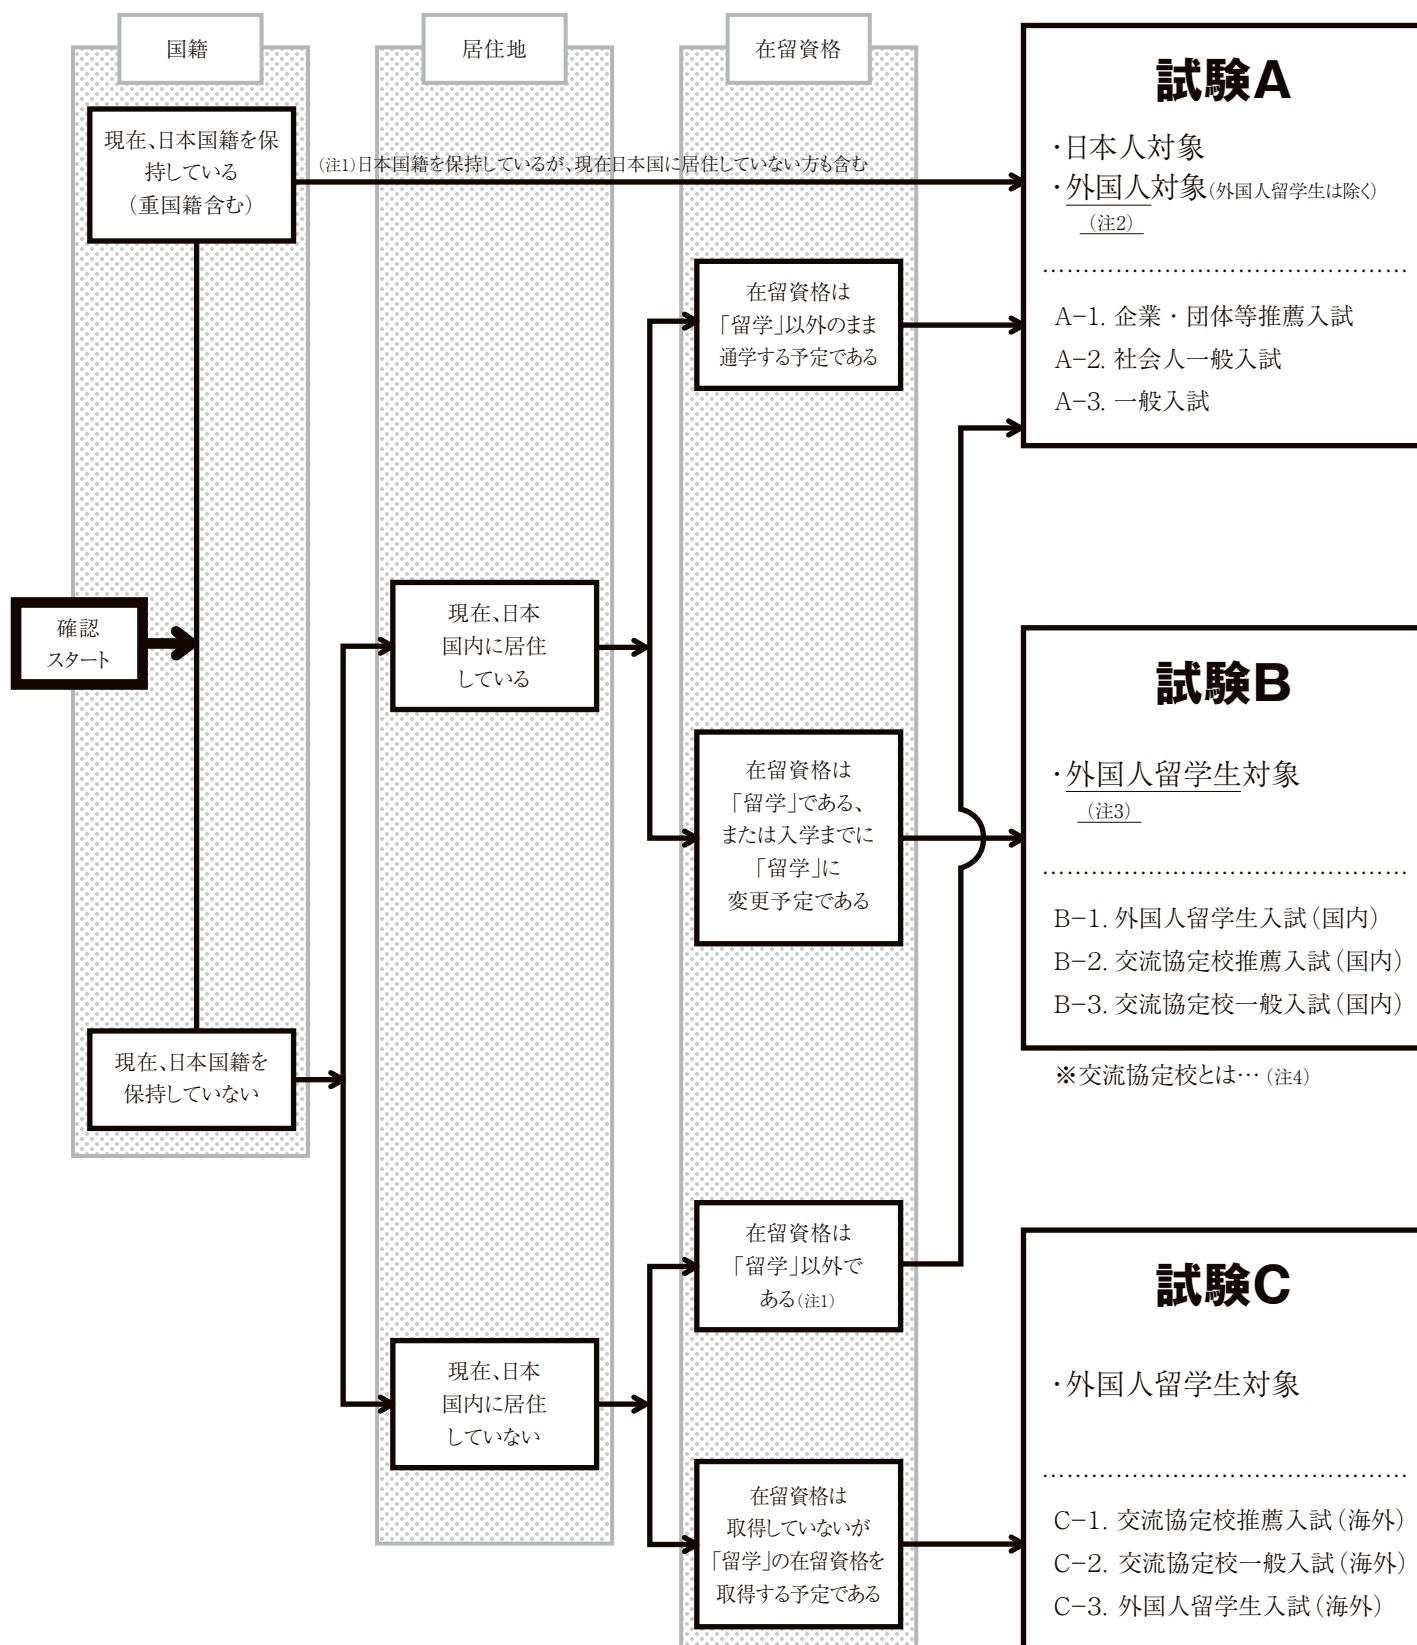 国籍
居住地
在留資格
現在、日本国籍を保
持している
（重国籍含む）
(注1)日本国籍を保持しているが、現在日本国に居住していない方も含む
確認
スタート
現在、日本国籍を
保持していない
現在、日本
国内に居住
している
現在、日本
国内に居住
していない
在留資格は
「留学」以外のまま
通学する予定である
在留資格は
「留学」である、
または入学までに
「留学」に
変更予定である
在留資格は
「留学」以外で
ある(注1)
在留資格は
取得していないが
「留学」の在留資格を
取得する予定である
試験A
・日本人対象
・外国人対象(外国人留学生は除く)
(注2)
A−1. 企業・団体等推薦入試
A−2. 社会人一般入試
A−3. 一般入試
試験B
・外国人留学生対象
(注3)
B−1. 外国人留学生入試(国内)
B−2. 交流協定校推薦入試(国内)
B−3. 交流協定校一般入試(国内)
※交流協定校とは…(注4)
試験C
・外国人留学生対象
C−1. 交流協定校推薦入試(海外)
C−2. 交流協定校一般入試(海外)
C−3. 外国人留学生入試(海外)